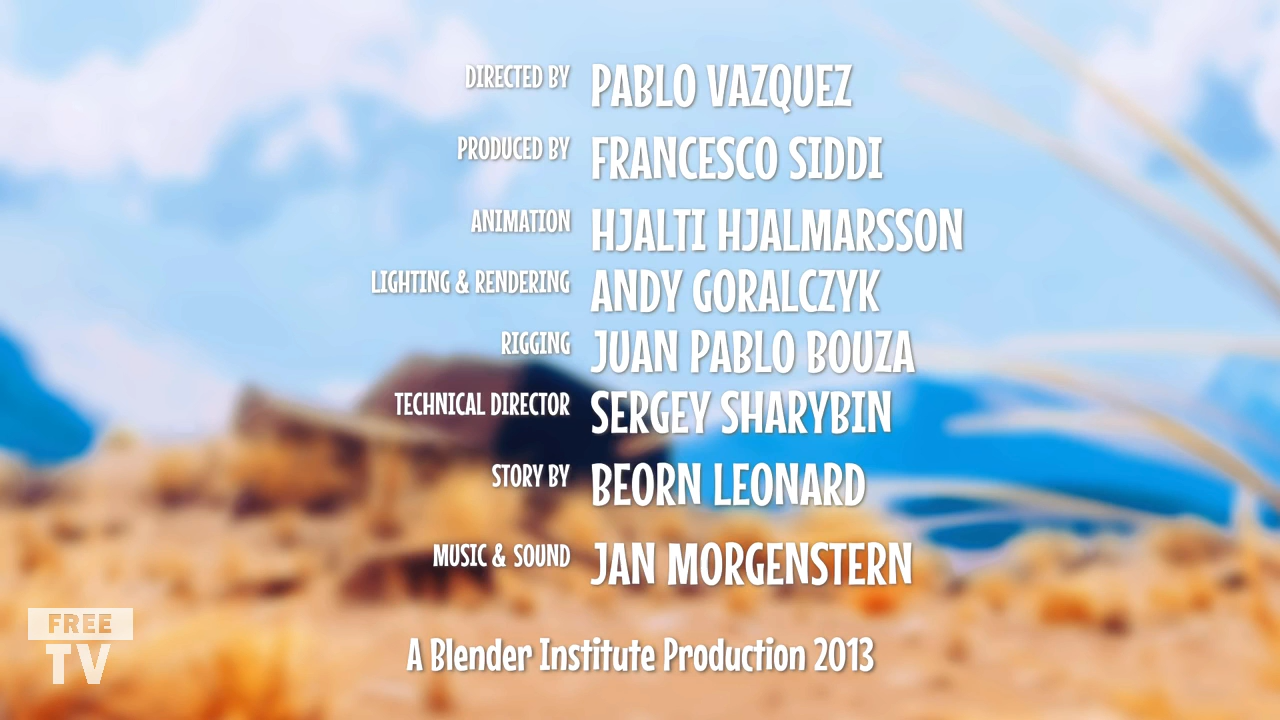 DIRECTED BY PABLO VAZQUEZ
PRODUCED BY FRANCESCO SIDDI
ANIMATION HJALTI HJALMARSSON
LIGHTING & RENDERING ANDY GORALCZYK
RIGGING JUAN PABLO BOUZA
TECHNICAL DIRECTOR SERGEY SHARYBIN
STORY BY BEORN LEONARD
MUSIC & SOUND JAN MORGENSTERN
FREE
TV
A Blender Institute Production 2013